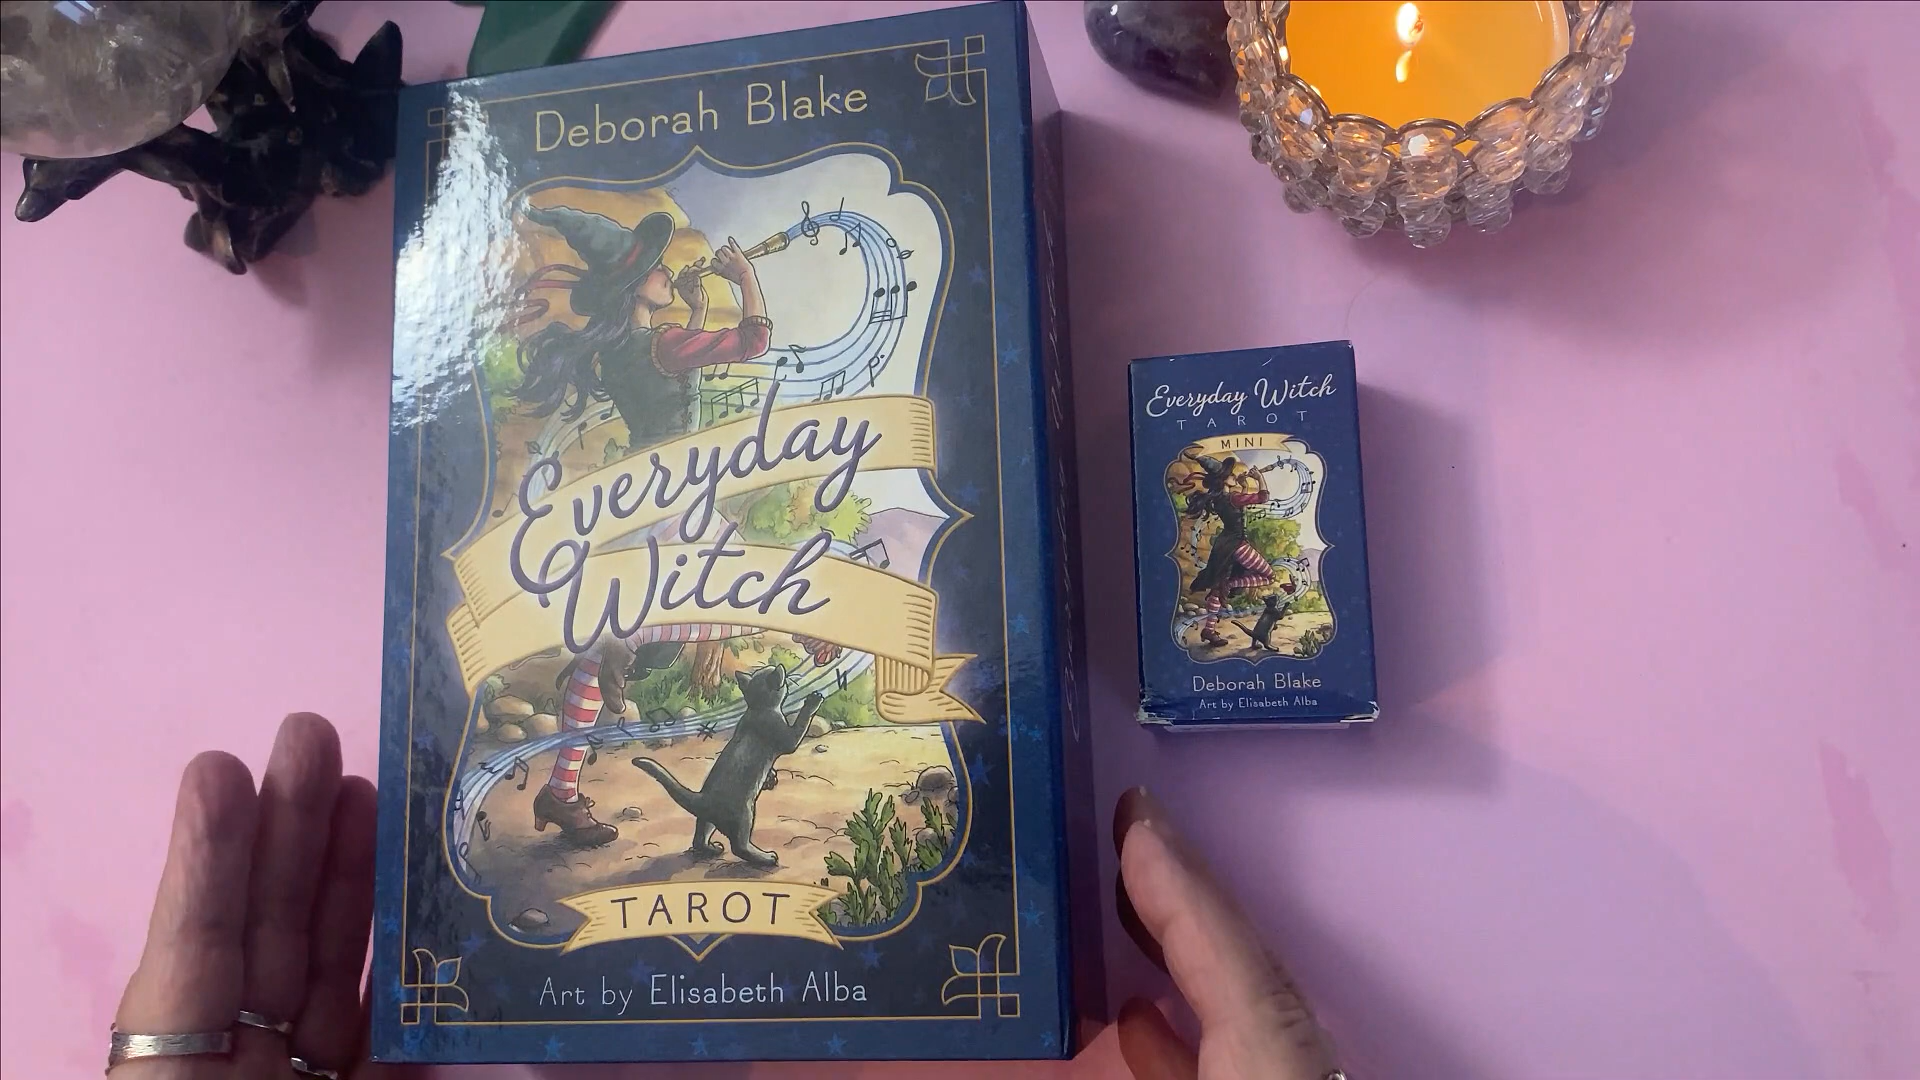 Deborah Blake
Everyday
Witch
TAROT
Art by Elisabeth Alba
Everyday Witch
TAROT
MINI
Deborah Blake
Art by Elisabeth Alba